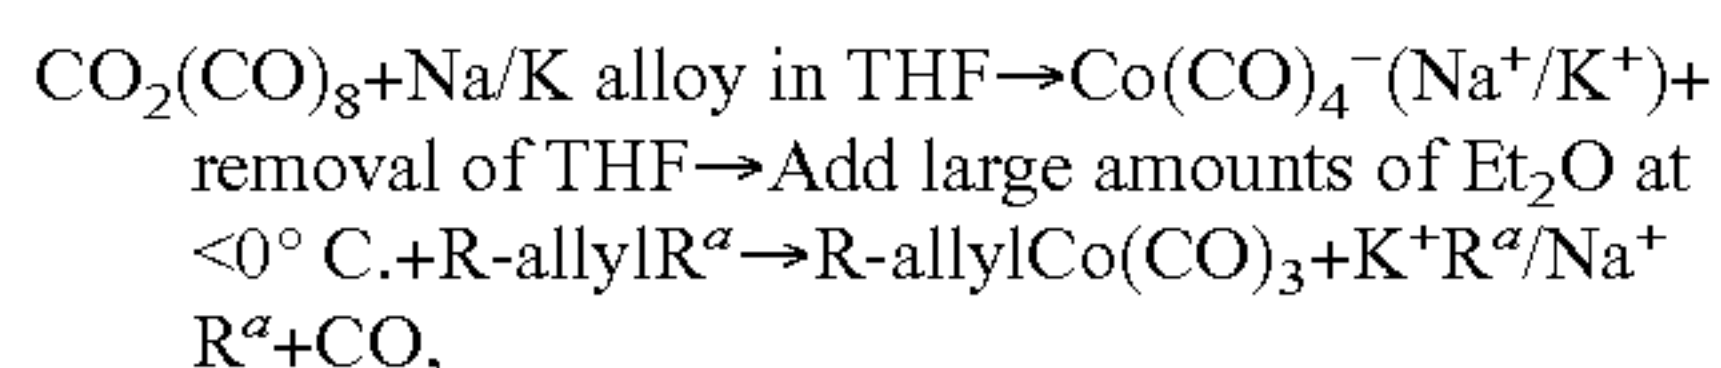 CO₂(CO)₈+Na/K alloy in THF→Co(CO)₄⁻(Na⁺/K⁺)+
removal of THF→Add large amounts of Et₂O at
<0° C.+R-allylRᵃ→R-allylCo(CO)₃+K⁺Rᵃ/Na⁺
Rᵃ+CO,